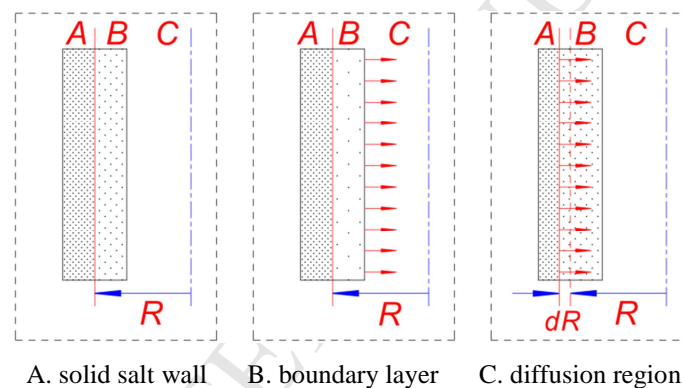 A B C
A B C
A B C
R
R
dR R
A. solid salt wall B. boundary layer C. diffusion region